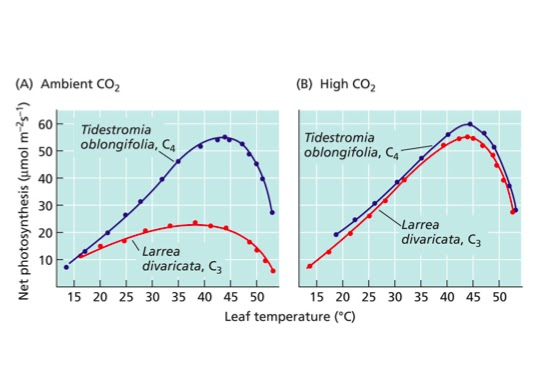 (A) Ambient CO₂
(B) High CO₂
Net photosynthesis (μmol m⁻²s⁻¹)
60
50
40
30
20
10
Tidestromia
oblongifolia, C₄
Larrea
divaricata, C₃
15 20 25 30 35 40 45 50
Tidestromia
oblongifolia, C₄
Larrea
divaricata, C₃
15 20 25 30 35 40 45 50
Leaf temperature (°C)